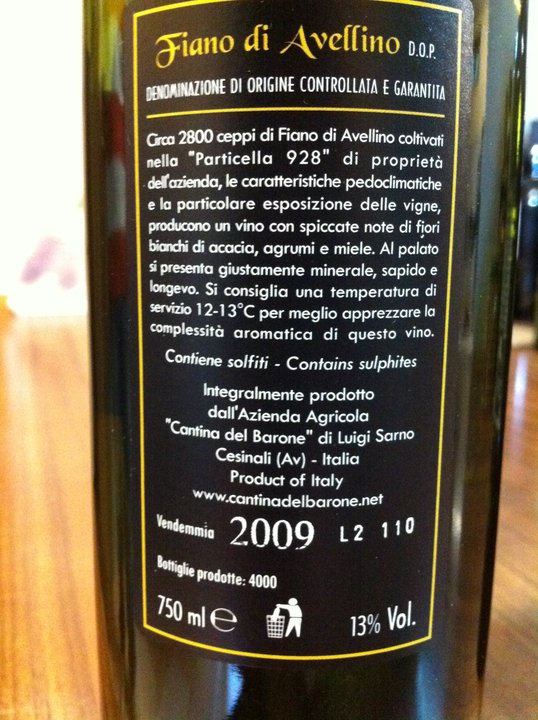 Fiano di Avellino D.O.P.
DENOMINAZIONE DI ORIGINE CONTROLLATA E GARANTITA
Circa 2800 ceppi di Fiano di Avellino coltivati
nella "Particella 928" di proprietà
dell'azienda, le caratteristiche pedoclimatiche
e la particolare esposizione delle vigne,
producono un vino con spiccate note di fiori
bianchi di acacia, agrumi e miele. Al palato
si presenta giustamente minerale, sapido e
longevo. Si consiglia una temperatura di
servizio 12-13°C per meglio apprezzare la
complessità aromatica di questo vino.
Contiene solfiti - Contains sulphites
Integralmente prodotto
dall'Azienda Agricola
"Cantina del Barone" di Luigi Sarno
Cesinali (Av) - Italia
Product of Italy
www.cantinadelbarone.net
Vendemmia 2009 L2 110
Bottiglie prodotte: 4000
750 ml e 13% Vol.